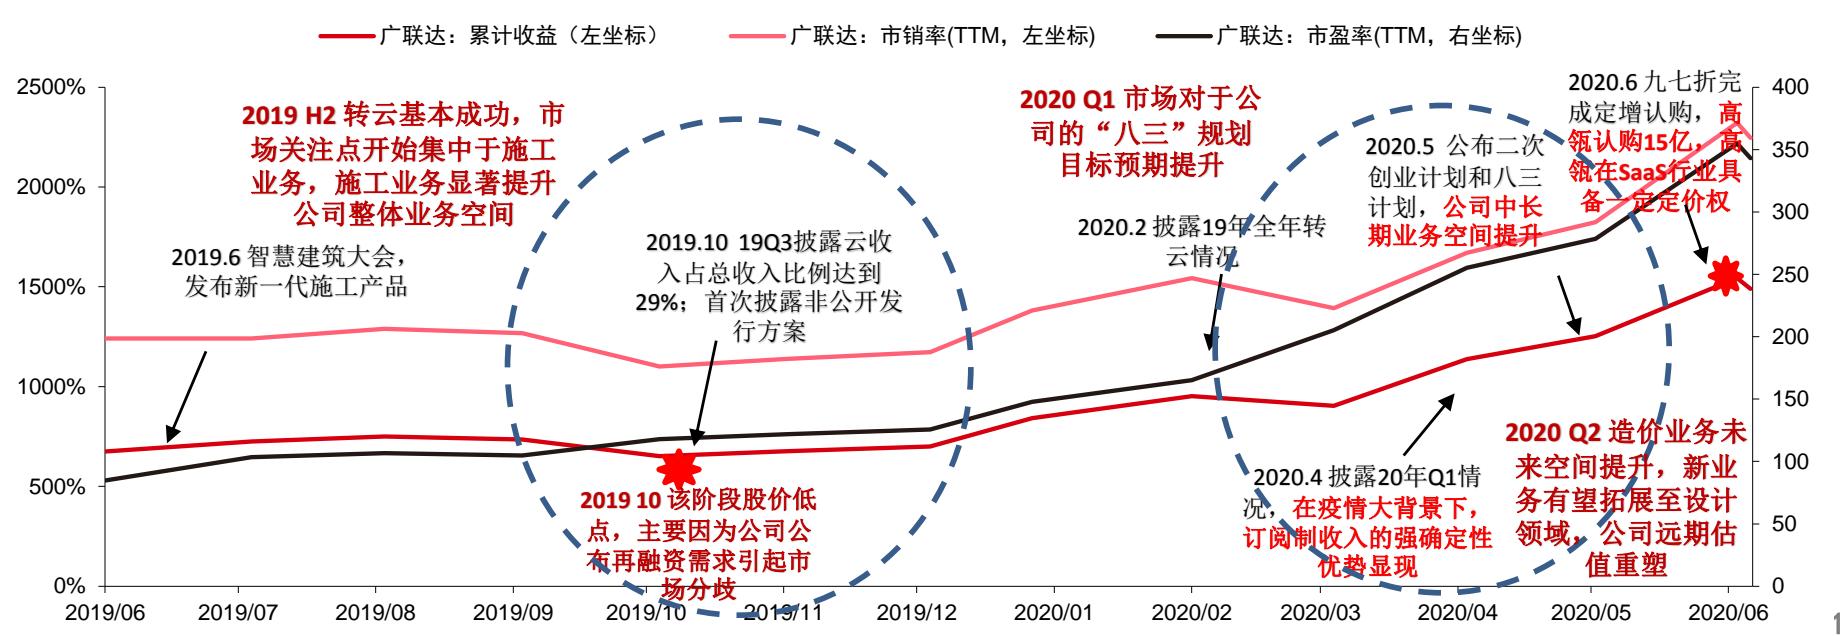 广联达：累计收益（左坐标）
广联达：市销率(TTM，左坐标)
广联达：市盈率(TTM，右坐标)
2500%
2000%
1500%
1000%
500%
0%
400
350
300
250
200
150
100
50
0
2019 H2 转云基本成功，市
场关注点开始集中于施工
业务，施工业务显著提升
公司整体业务空间
2019.6 智慧建筑大会，
发布新一代施工产品
2019.10 19Q3披露云收
入占总收入比例达到
29%；首次披露非公开发
行方案
2019 10 该阶段股价低
点，主要因为公司公
布再融资需求引起市
场分歧
2020 Q1 市场对于公
司的“八三”规划
目标预期提升
2020.2 披露19年全年转
云情况
2020.5 公布二次
创业计划和八三
计划，公司中长
期业务空间提升
2020.6 九七折完
成定增认购，高
瓴认购15亿，高
瓴在SaaS行业具
备一定定价权
2020.4 披露20年Q1情
况，在疫情大背景下，
订阅制收入的强确定性
优势显现
2020 Q2 造价业务未
来空间提升，新业
务有望拓展至设计
领域，公司远期估
值重塑
2019/06
2019/07
2019/08
2019/09
2019/10
2019/11
2019/12
2020/01
2020/02
2020/03
2020/04
2020/05
2020/06